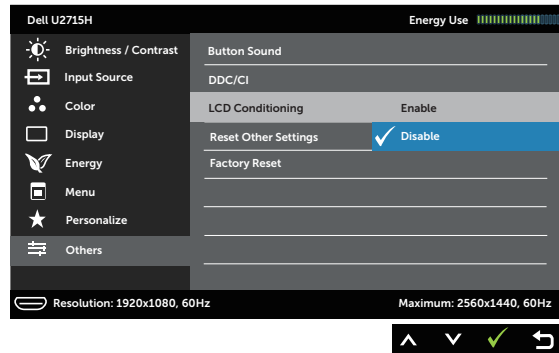 Dell U2715H Energy Use
Brightness / Contrast Button Sound
Input Source DDC/CI
Color LCD Conditioning Enable
Display Reset Other Settings Disable
Energy Factory Reset
Menu
Personalize
Others
Resolution: 1920x1080, 60Hz Maximum: 2560x1440, 60Hz